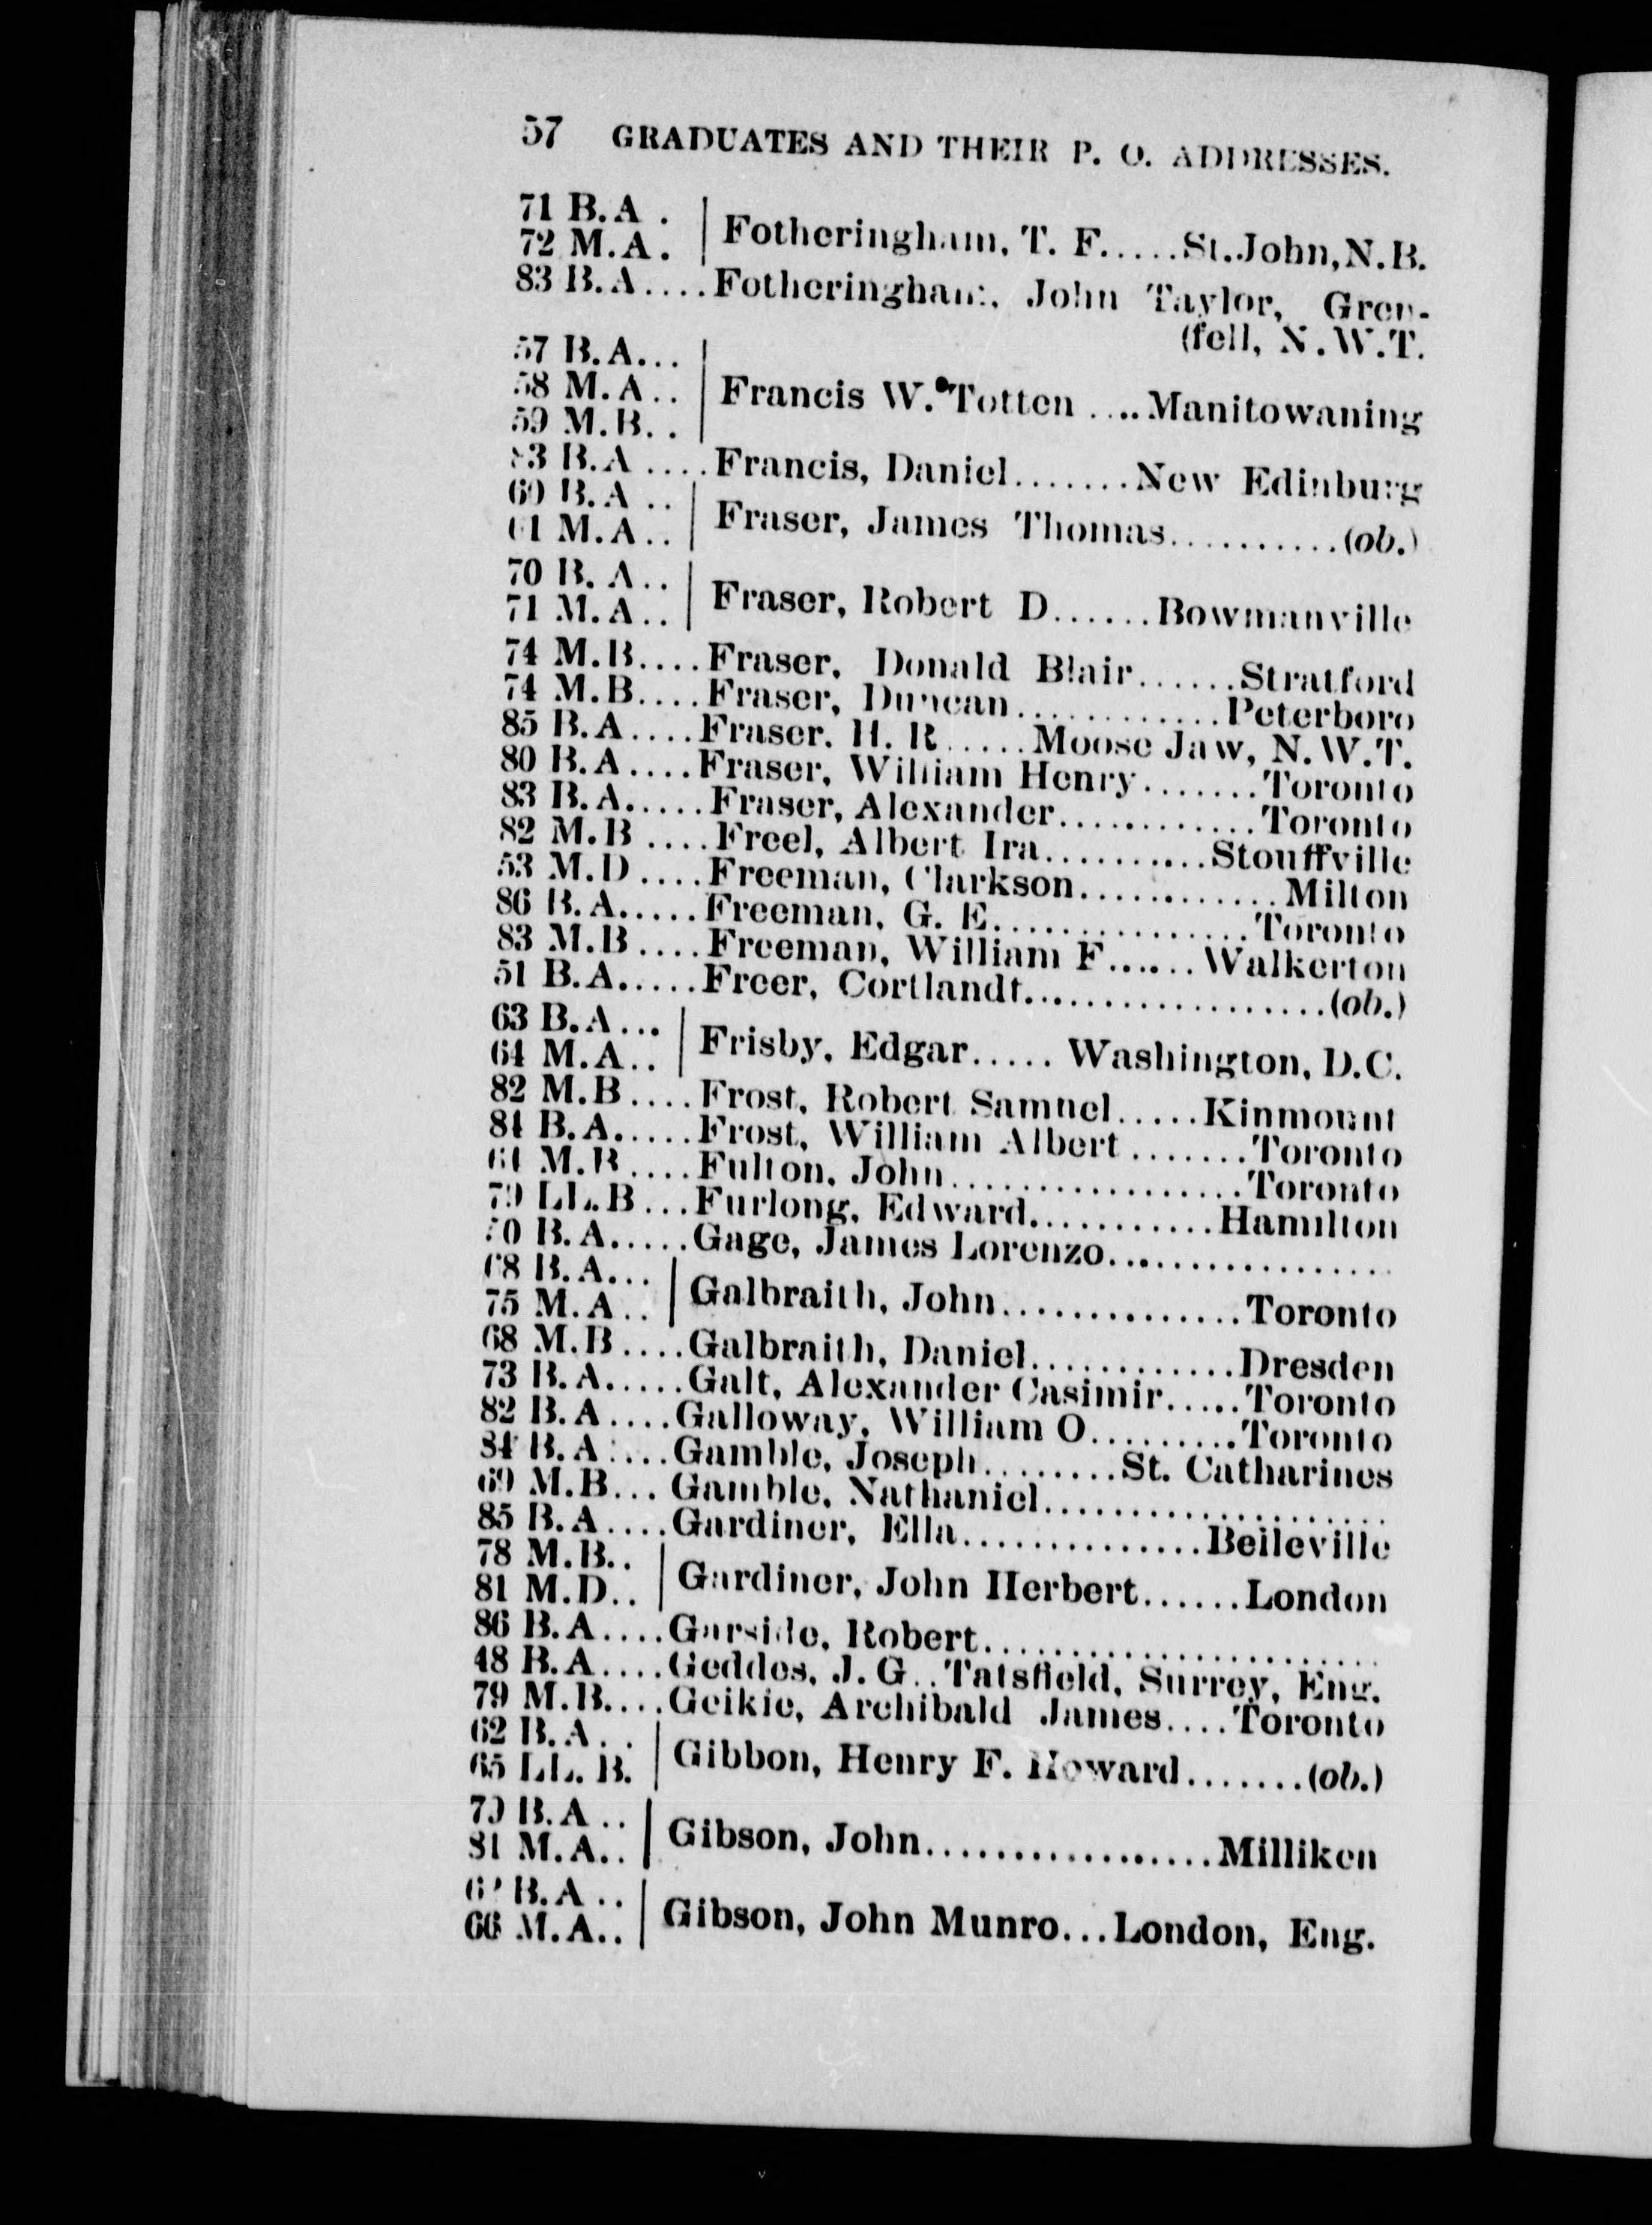 57 GRADUATES AND THEIR P. O. ADDRESSES.
71 B.A .
72 M.A. | Fotheringham, T. F.....St.John,N.B.
83 B.A....Fotheringham, John Taylor, Gren-
(fell, N.W.T.
57 B.A...
58 M.A.. | Francis W. Totten ....Manitowaning
59 M.B. .
83 B.A ....Francis, Daniel.......New Edinburg
60 B.A ..
61 M.A.. | Fraser, James Thomas..........(ob.)
70 B. A..
71 M.A.. | Fraser, Robert D......Bowmanville
74 M.B....Fraser, Donald Blair......Stratford
74 M.B....Fraser, Duncan............Peterboro
85 B.A....Fraser. H. R.....Moose Jaw, N.W.T.
80 B.A....Fraser, William Henry.......Toronto
83 B.A.....Fraser, Alexander............Toronto
82 M.B ....Freel, Albert Ira..........Stouffville
53 M.D ....Freeman, Clarkson............Milton
86 B.A.....Freeman, G. E................Toronto
83 M.B ....Freeman, William F......Walkerton
51 B.A.....Freer, Cortlandt...................(ob.)
63 B.A...
64 M.A.. | Frisby, Edgar..... Washington, D.C.
82 M.B....Frost, Robert Samuel.....Kinmount
84 B.A.....Frost, William Albert .......Toronto
61 M.B....Fulton, John.................Toronto
79 LL.B...Furlong, Edward...........Hamilton
B.A.....Gage, James Lorenzo.................
68 B.A...
75 M.A.. | Galbraith, John..............Toronto
68 M.B....Galbraith, Daniel............Dresden
73 B.A.....Galt, Alexander Casimir.....Toronto
82 B.A....Galloway, William O.........Toronto
84 B.A....Gamble, Joseph........St. Catharines
69 M.B... Gamble, Nathaniel....................
85 B.A....Gardiner, Ella..............Belleville
78 M.B..
81 M.D.. | Gardiner, John Herbert......London
86 B.A....Garside, Robert.......................
48 B.A....Geddes, J. G..Tatsfield, Surrey, Eng.
79 M.B....Geikie, Archibald James....Toronto
62 B.A..
65 LL.B. | Gibbon, Henry F. Howard.......(ob.)
79 B.A..
81 M.A.. | Gibson, John.................Milliken
B.A ..
66 M.A.. | Gibson, John Munro...London, Eng.